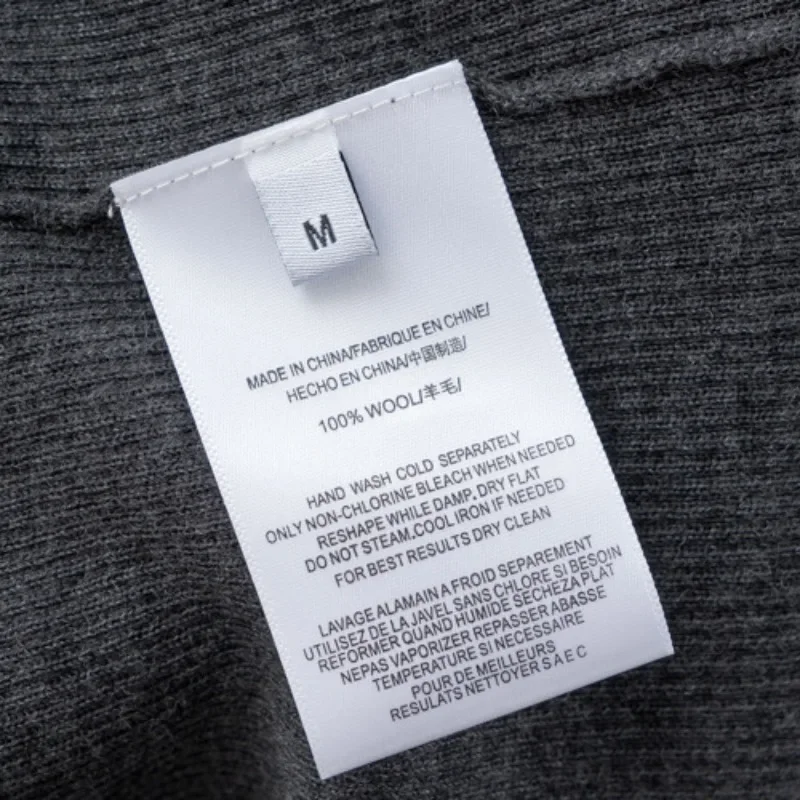 M
MADE IN CHINA/FABRIQUE EN CHINE/
HECHO EN CHINA/中国制造/
100% WOOL/羊毛/
HAND WASH COLD SEPARATELY
ONLY NON-CHLORINE BLEACH WHEN NEEDED
RESHAPE WHILE DAMP.DRY FLAT
DO NOT STEAM.COOL IRON IF NEEDED
FOR BEST RESULTS DRY CLEAN
LAVAGE ALAMAIN A FROID SEPAREMENT
UTILISEZ DE LA JAVEL SANS CHLORE SI BESOIN
REFORMER QUAND HUMIDE SECHEZA PLAT
NEPAS VAPORIZER REPASSER ABASSE
TEMPERATURE SI NECESSAIRE
POUR DE MEILLEURS
RESULATS NETTOYER S A E C